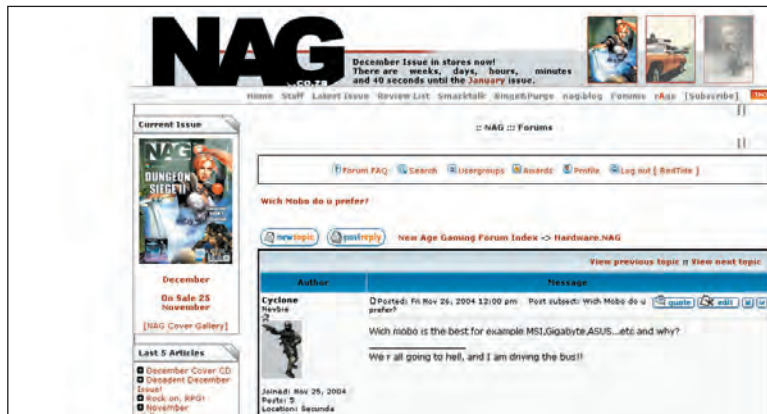 NAG
.CO.ZA
December Issue in stores now!
There are weeks, days, hours, minutes
and 40 seconds until the January issue.
Home Staff Latest Issue Review List Smacktalk Binge&Purge nag.blog Forums rAge [Subscribe]
Current Issue
:: NAG ::: Forums
NAG
DUNGEON
SIEGE II
Forum FAQ Search Usergroups Awards Profile Log out [ RedTide ]
Wich Mobo do u prefer?
newtopic postreply New Age Gaming Forum Index -> Hardware.NAG
View previous topic :: View next topic
December
On Sale 25
November
[NAG Cover Gallery]
Author Message
Cyclone
Newbie
Posted: Fri Nov 26, 2004 12:00 pm Post subject: Wich Mobo do u
prefer?
quote edit
Wich mobo is the best for example MSI,Gigabyte,ASUS...etc and why?
We r all going to hell, and I am driving the bus!!
Joined: Nov 25, 2004
Posts: 5
Location: Secunda
Last 5 Articles
December Cover CD
Decadent December
Issue!
Rock on, RPG!
November